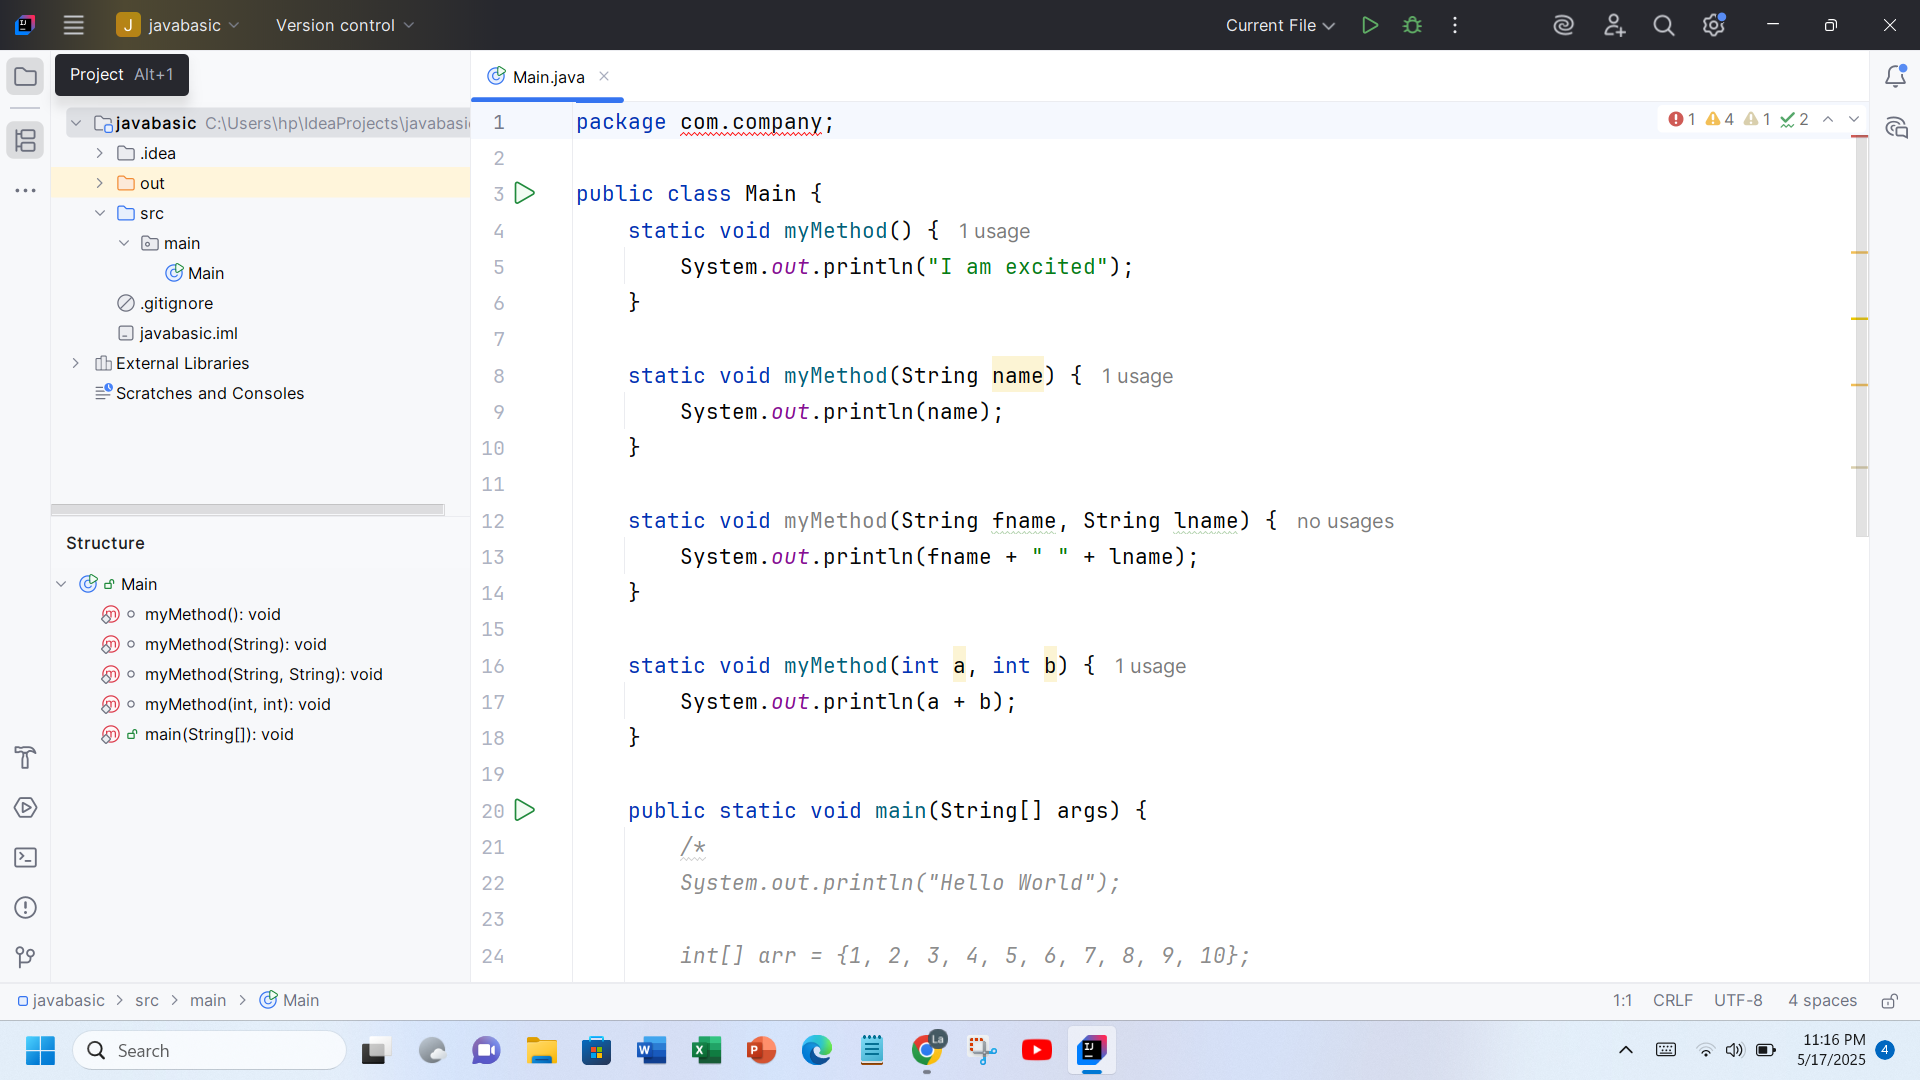 J javabasic Version control Current File
Project Alt+1
Main.java
javabasic C:\Users\hp\IdeaProjects\javabasi
.idea
out
src
main
Main
.gitignore
javabasic.iml
External Libraries
Scratches and Consoles
Structure
Main
myMethod(): void
myMethod(String): void
myMethod(String, String): void
myMethod(int, int): void
main(String[]): void
1 package com.company;
1 4 1 2
2
3 public class Main {
4 static void myMethod() { 1 usage
5 System.out.println("I am excited");
6 }
7
8 static void myMethod(String name) { 1 usage
9 System.out.println(name);
10 }
11
12 static void myMethod(String fname, String lname) { no usages
13 System.out.println(fname + " " + lname);
14 }
15
16 static void myMethod(int a, int b) { 1 usage
17 System.out.println(a + b);
18 }
19
20 public static void main(String[] args) {
21 /*
22 System.out.println("Hello World");
23
24 int[] arr = {1, 2, 3, 4, 5, 6, 7, 8, 9, 10};
javabasic > src > main > Main 1:1 CRLF UTF-8 4 spaces
Search
La
11:16 PM
5/17/2025
4